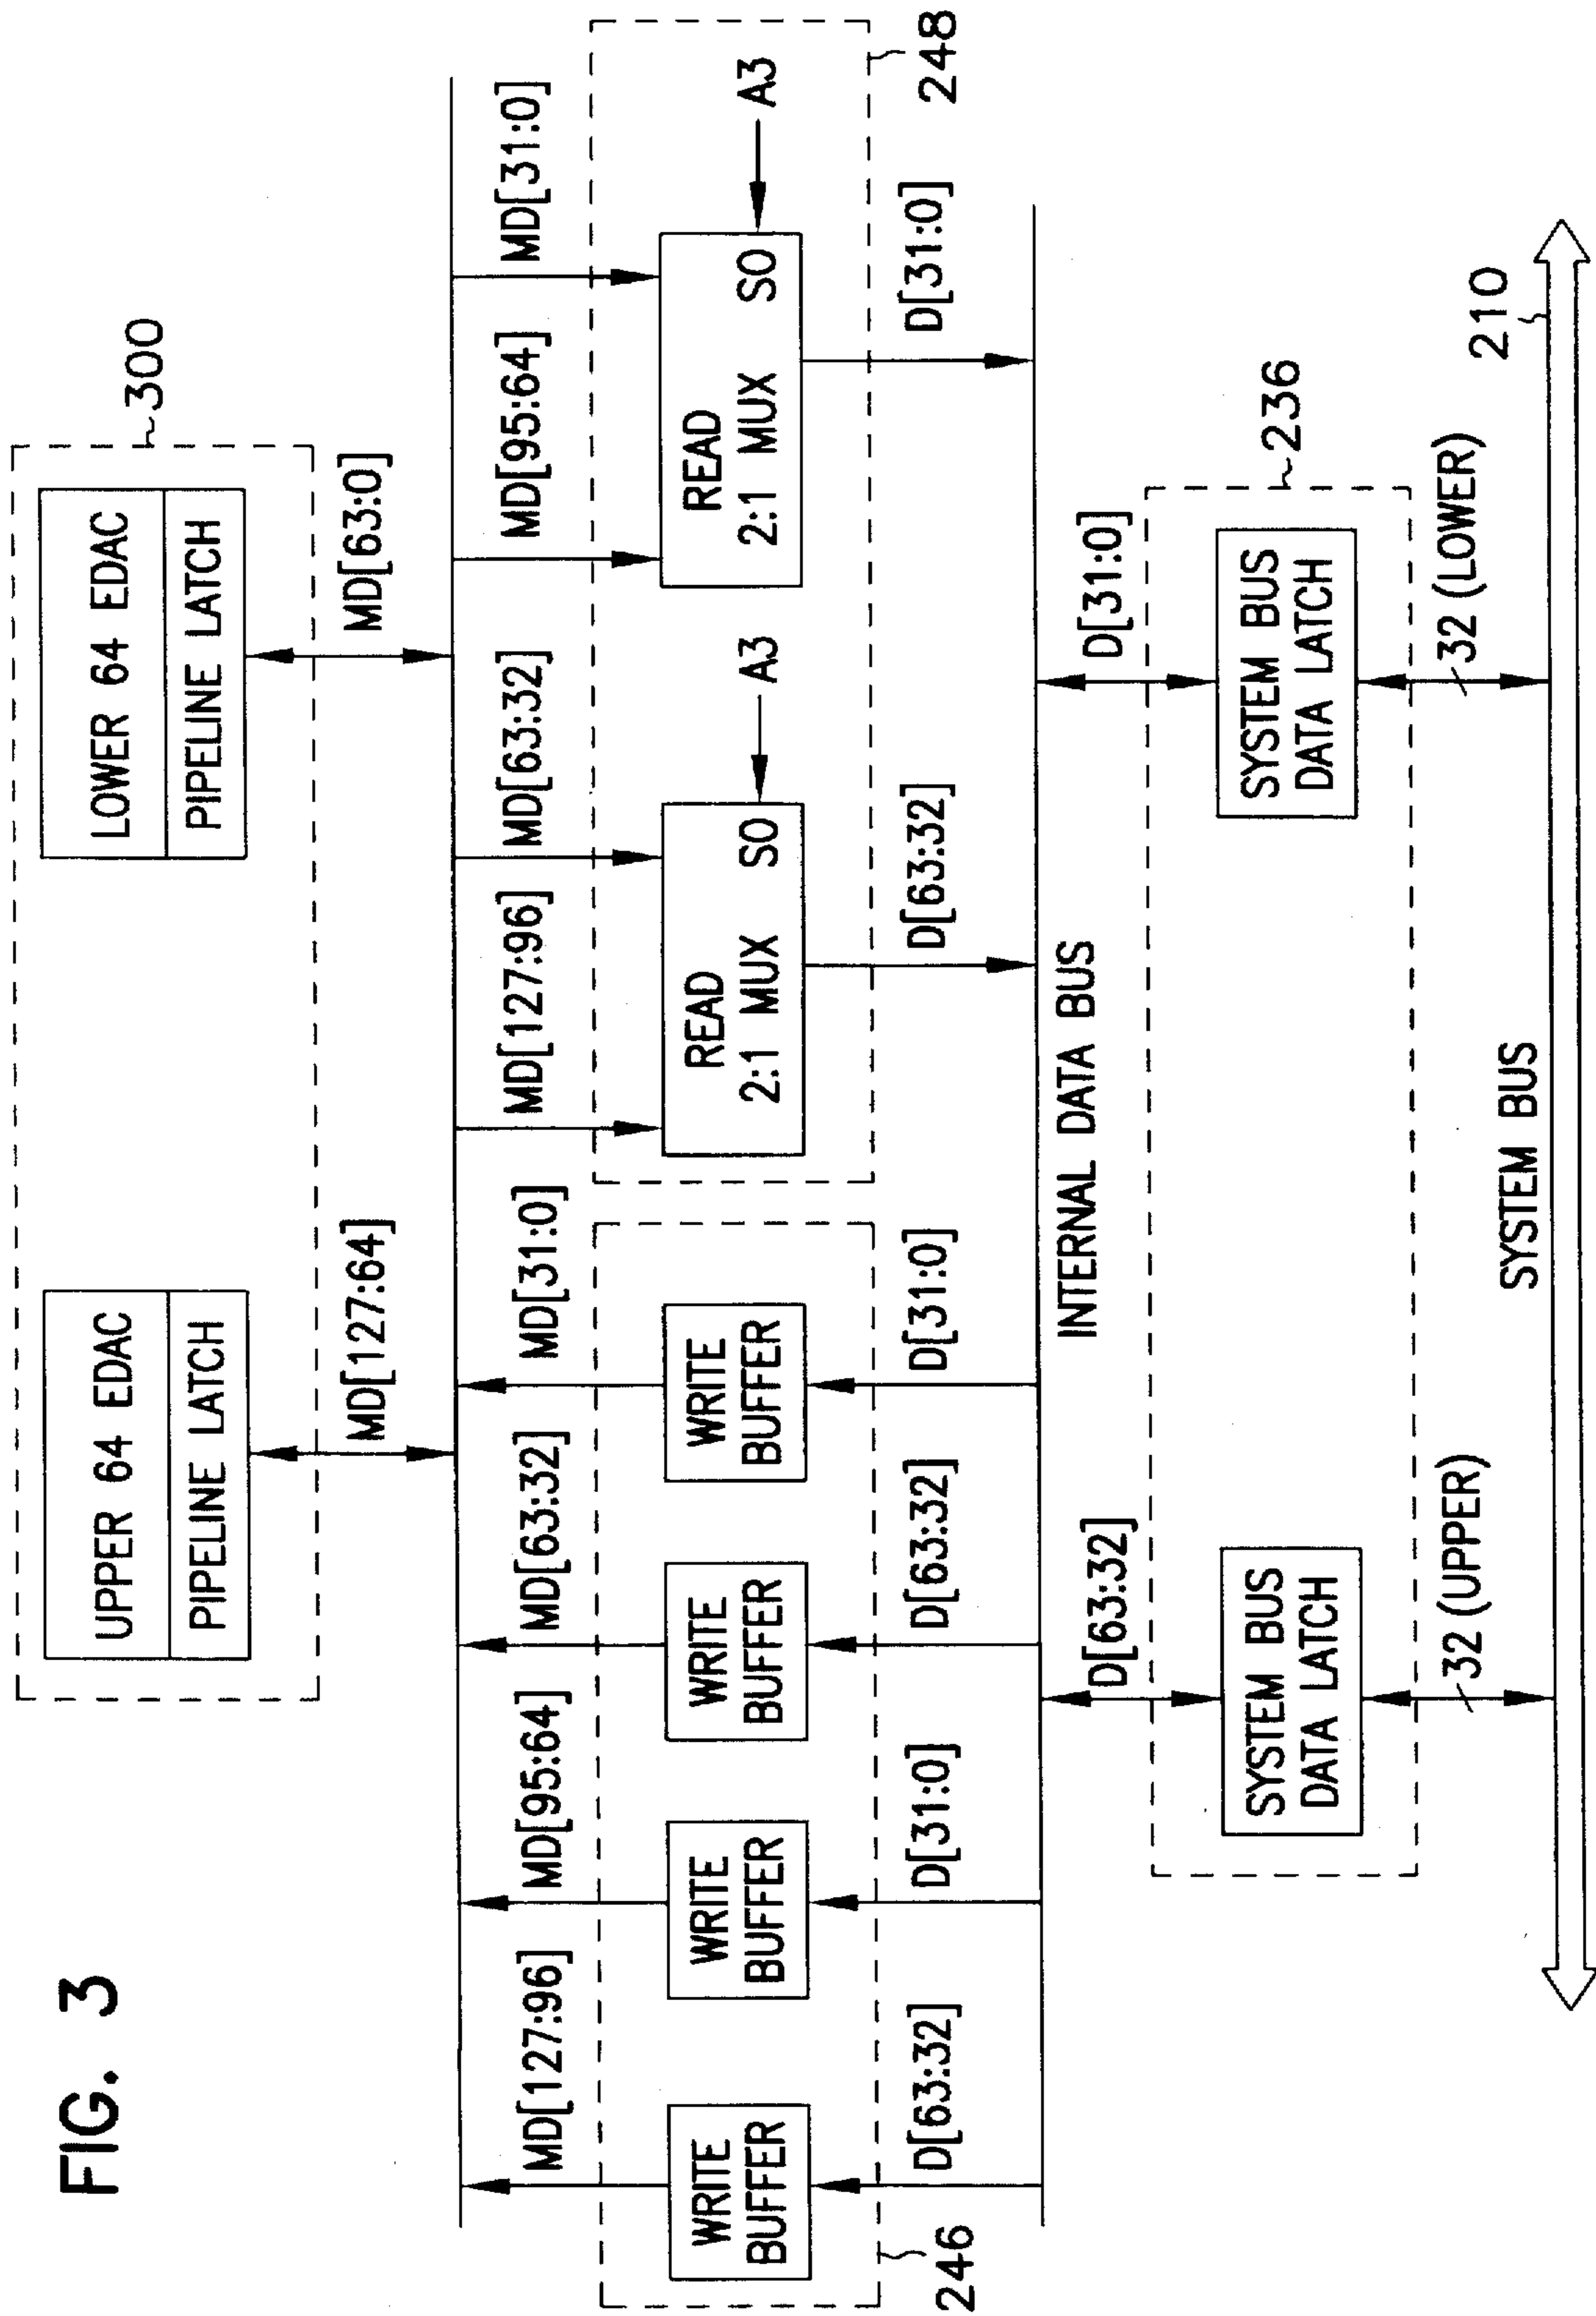 FIG. 3
300
UPPER 64 EDAC
PIPELINE LATCH
LOWER 64 EDAC
PIPELINE LATCH
MD[127:64]
MD[63:0]
MD[127:96]
MD[95:64]
MD[63:32]
MD[31:0]
MD[127:96]
MD[63:32]
MD[95:64]
MD[31:0]
WRITE
BUFFER
WRITE
BUFFER
WRITE
BUFFER
WRITE
BUFFER
READ
2:1 MUX SO
A3
READ
2:1 MUX SO
A3
246
248
D[63:32]
D[31:0]
D[63:32]
D[31:0]
D[63:32]
D[31:0]
INTERNAL DATA BUS
D[63:32]
D[31:0]
236
SYSTEM BUS
DATA LATCH
SYSTEM BUS
DATA LATCH
32 (UPPER)
32 (LOWER)
SYSTEM BUS
210